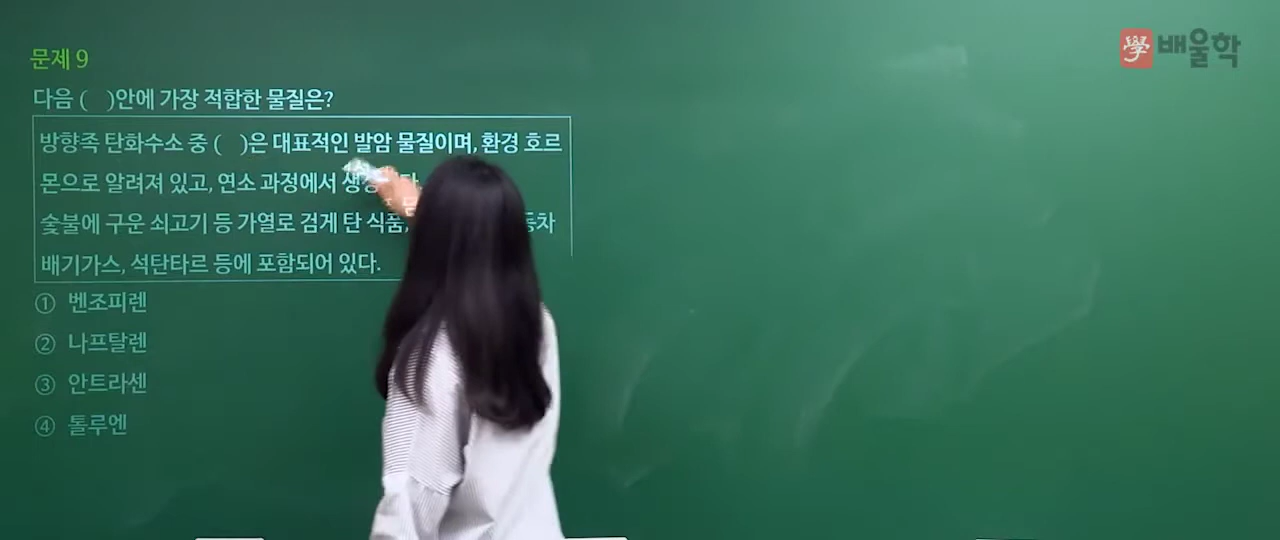 문제 9
學 배울학
다음 ( )안에 가장 적합한 물질은?
방향족 탄화수소 중 ( )은 대표적인 발암 물질이며, 환경 호르
몬으로 알려져 있고, 연소 과정에서
숯불에 구운 쇠고기 등 가열로 검게 탄 식품,
배기가스, 석탄타르 등에 포함되어 있다.
① 벤조피렌
② 나프탈렌
③ 안트라센
④ 톨루엔